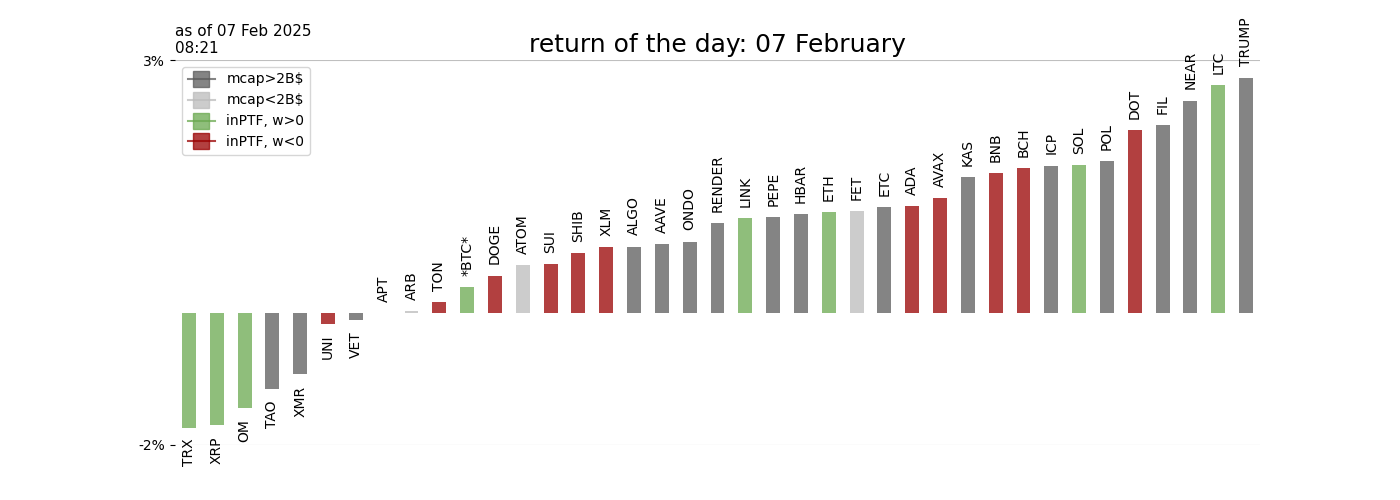 as of 07 Feb 2025
08:21
return of the day: 07 February
3%
-2%
mcap>2B$
mcap<2B$
inPTF, w>0
inPTF, w<0
TRX
XRP
OM
TAO
XMR
UNI
VET
APT
ARB
TON
*BTC*
DOGE
ATOM
SUI
SHIB
XLM
ALGO
AAVE
ONDO
RENDER
LINK
PEPE
HBAR
ETH
FET
ETC
ADA
AVAX
KAS
BNB
BCH
ICP
SOL
POL
DOT
FIL
NEAR
LTC
TRUMP